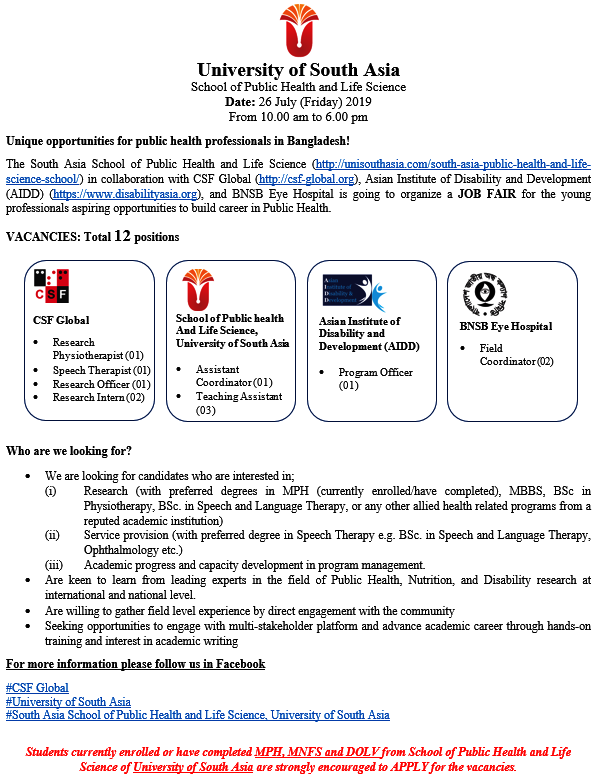 University of South Asia
School of Public Health and Life Science
Date: 26 July (Friday) 2019
From 10.00 am to 6.00 pm
Unique opportunities for public health professionals in Bangladesh!
The South Asia School of Public Health and Life Science (http://unisouthasia.com/south-asia-public-health-and-life-
science-school/) in collaboration with CSF Global (http://csf-global.org), Asian Institute of Disability and Development
(AIDD) (https://www.disabilityasia.org), and BNSB Eye Hospital is going to organize a JOB FAIR for the young
professionals aspiring opportunities to build career in Public Health.
VACANCIES: Total 12 positions
CSF
CSF Global
• Research
Physiotherapist (01)
• Speech Therapist (01)
• Research Officer (01)
• Research Intern (02)
School of Public health
And Life Science,
University of South Asia
• Assistant
Coordinator (01)
• Teaching Assistant
(03)
Asian
Institute of
Disability &
Development
Asian Institute of
Disability and
Development (AIDD)
• Program Officer
(01)
BNSB Eye Hospital
• Field
Coordinator (02)
Who are we looking for?
• We are looking for candidates who are interested in;
(i) Research (with preferred degrees in MPH (currently enrolled/have completed), MBBS, BSc in
Physiotherapy, BSc. in Speech and Language Therapy, or any other allied health related programs from a
reputed academic institution)
(ii) Service provision (with preferred degree in Speech Therapy e.g. BSc. in Speech and Language Therapy,
Ophthalmology etc.)
(iii) Academic progress and capacity development in program management.
• Are keen to learn from leading experts in the field of Public Health, Nutrition, and Disability research at
international and national level.
• Are willing to gather field level experience by direct engagement with the community
• Seeking opportunities to engage with multi-stakeholder platform and advance academic career through hands-on
training and interest in academic writing
For more information please follow us in Facebook
#CSF Global
#University of South Asia
#South Asia School of Public Health and Life Science, University of South Asia
Students currently enrolled or have completed MPH, MNFS and DOLV from School of Public Health and Life
Science of University of South Asia are strongly encouraged to APPLY for the vacancies.